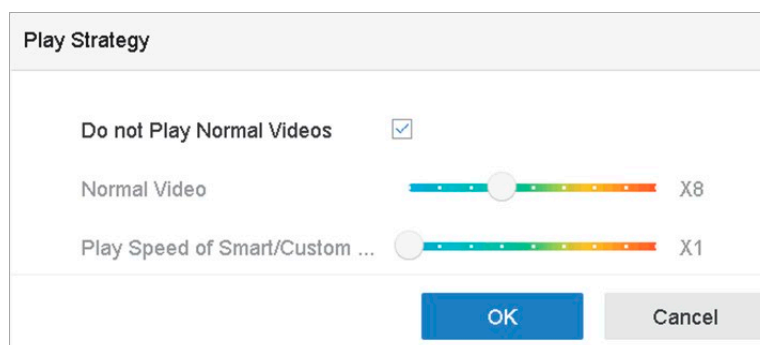 Play Strategy
Do not Play Normal Videos
Normal Video X8
Play Speed of Smart/Custom ... X1
OK Cancel